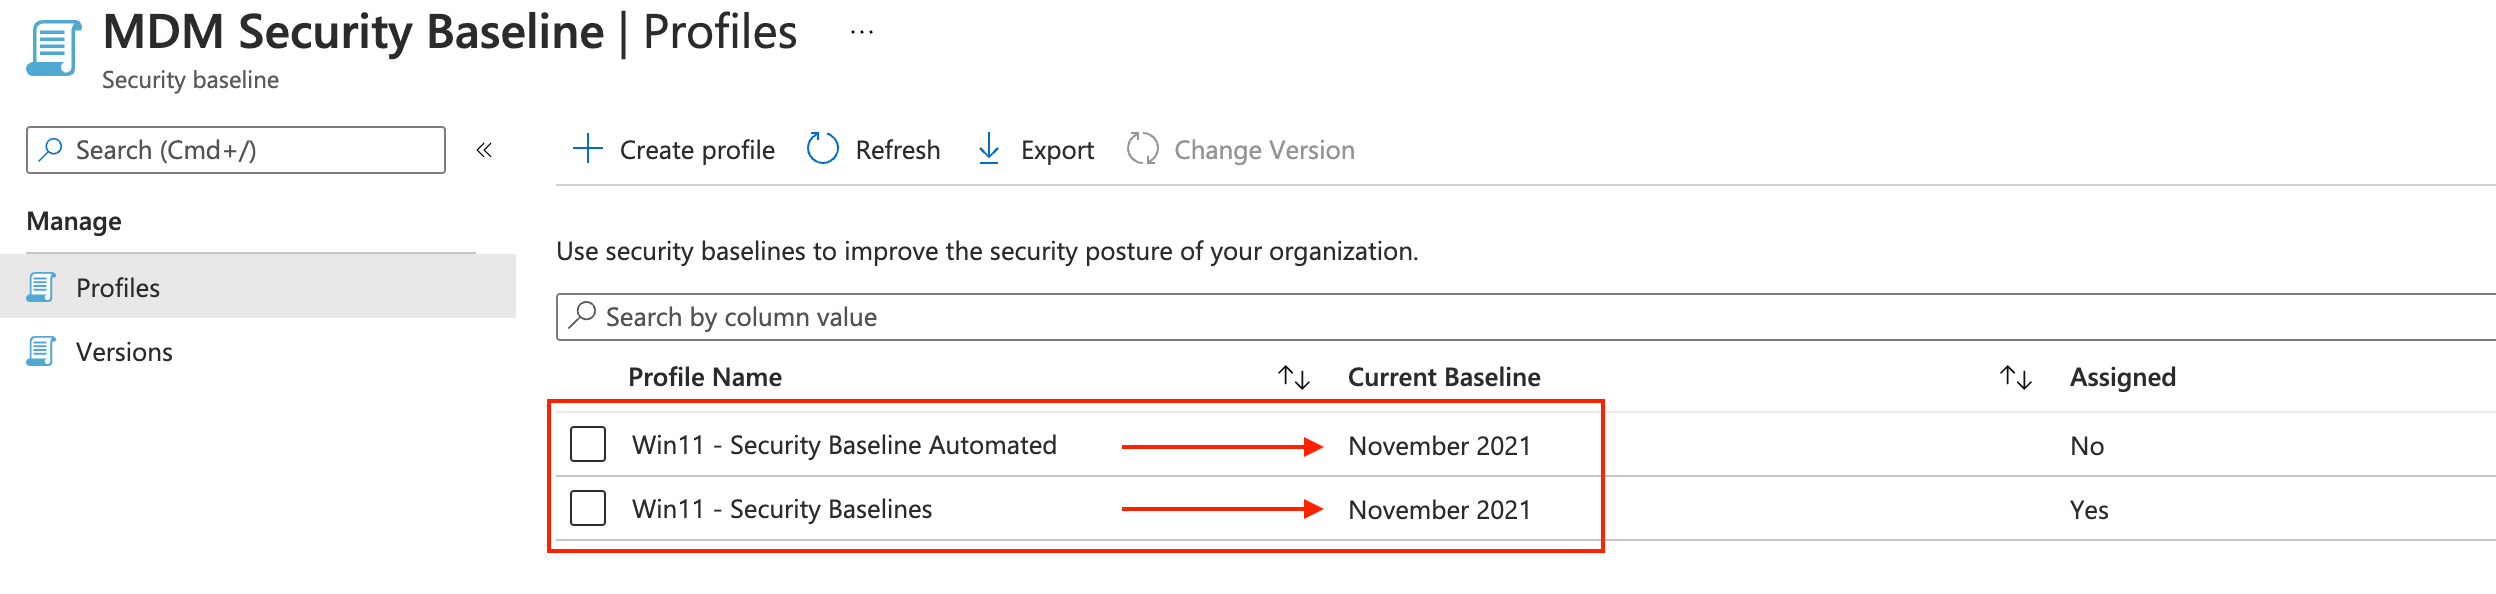 MDM Security Baseline | Profiles ...
Security baseline
Search (Cmd+/) «
Create profile Refresh Export Change Version
Manage
Profiles
Versions
Use security baselines to improve the security posture of your organization.
Search by column value
Profile Name Current Baseline Assigned
Win11 - Security Baseline Automated November 2021 No
Win11 - Security Baselines November 2021 Yes